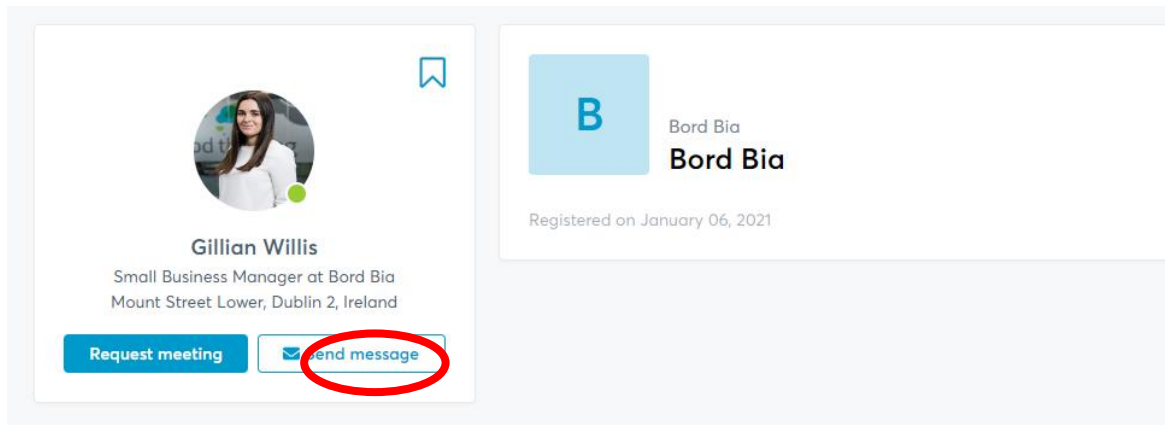 Gillian Willis
Small Business Manager at Bord Bia
Mount Street Lower, Dublin 2, Ireland
Request meeting
Send message
B
Bord Bia
Bord Bia
Registered on January 06, 2021